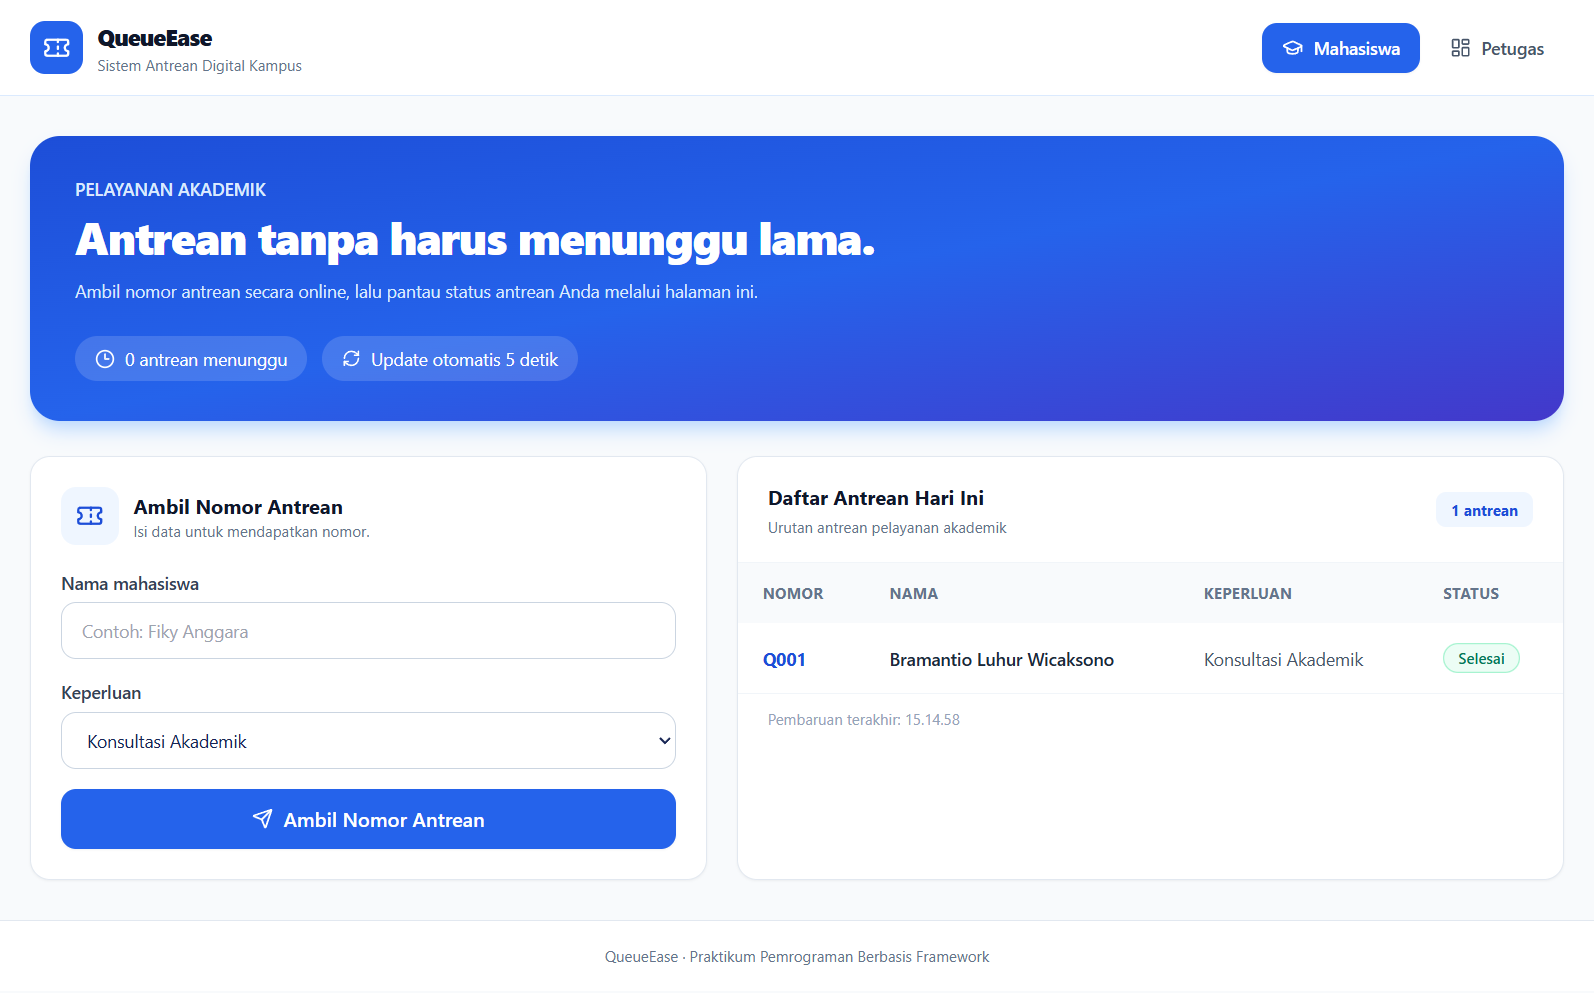 QueueEase
Sistem Antrean Digital Kampus
Mahasiswa
Petugas
PELAYANAN AKADEMIK
Antrean tanpa harus menunggu lama.
Ambil nomor antrean secara online, lalu pantau status antrean Anda melalui halaman ini.
0 antrean menunggu
Update otomatis 5 detik
Ambil Nomor Antrean
Isi data untuk mendapatkan nomor.
Nama mahasiswa
Contoh: Fiky Anggara
Keperluan
Konsultasi Akademik
Ambil Nomor Antrean
Daftar Antrean Hari Ini
Urutan antrean pelayanan akademik
1 antrean
NOMOR NAMA KEPERLUAN STATUS
Q001 Bramantio Luhur Wicaksono Konsultasi Akademik Selesai
Pembaruan terakhir: 15.14.58
QueueEase · Praktikum Pemrograman Berbasis Framework